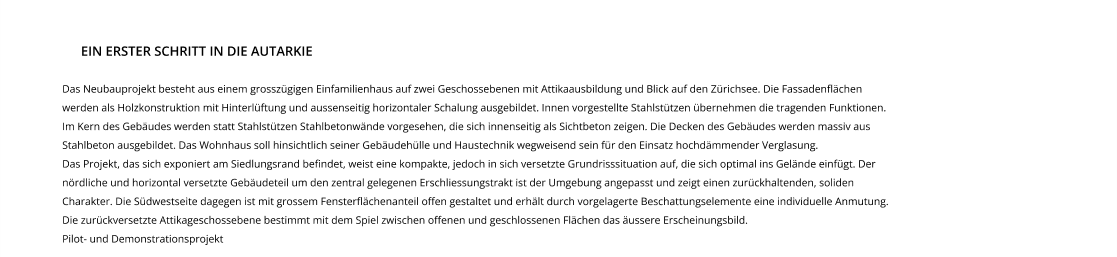 EIN ERSTER SCHRITT IN DIE AUTARKIE
Das Neubauprojekt besteht aus einem grosszügigen Einfamilienhaus auf zwei Geschossebenen mit Attikaausbildung und Blick auf den Zürichsee. Die Fassadenflächen
werden als Holzkonstruktion mit Hinterlüftung und aussenseitig horizontaler Schalung ausgebildet. Innen vorgestellte Stahlstützen übernehmen die tragenden Funktionen.
Im Kern des Gebäudes werden statt Stahlstützen Stahlbetonwände vorgesehen, die sich innenseitig als Sichtbeton zeigen. Die Decken des Gebäudes werden massiv aus
Stahlbeton ausgebildet. Das Wohnhaus soll hinsichtlich seiner Gebäudehülle und Haustechnik wegweisend sein für den Einsatz hochdämmender Verglasung.
Das Projekt, das sich exponiert am Siedlungsrand befindet, weist eine kompakte, jedoch in sich versetzte Grundrisssituation auf, die sich optimal ins Gelände einfügt. Der
nördliche und horizontal versetzte Gebäudeteil um den zentral gelegenen Erschliessungstrakt ist der Umgebung angepasst und zeigt einen zurückhaltenden, soliden
Charakter. Die Südwestseite dagegen ist mit grossem Fensterflächenanteil offen gestaltet und erhält durch vorgelagerte Beschattungselemente eine individuelle Anmutung.
Die zurückversetzte Attikageschossebene bestimmt mit dem Spiel zwischen offenen und geschlossenen Flächen das äussere Erscheinungsbild.
Pilot- und Demonstrationsprojekt